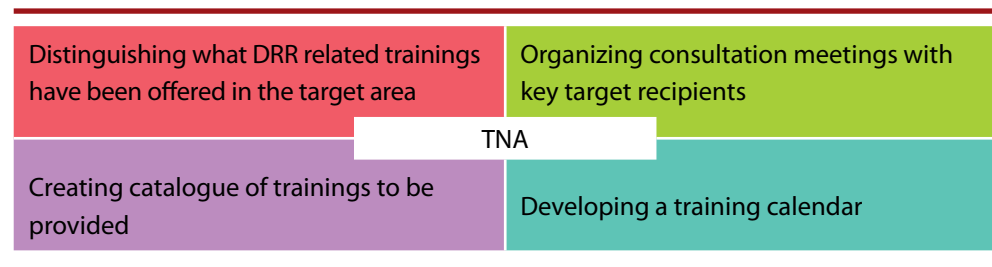 Distinguishing what DRR related trainings
have been offered in the target area
Organizing consultation meetings with
key target recipients
TNA
Creating catalogue of trainings to be
provided
Developing a training calendar